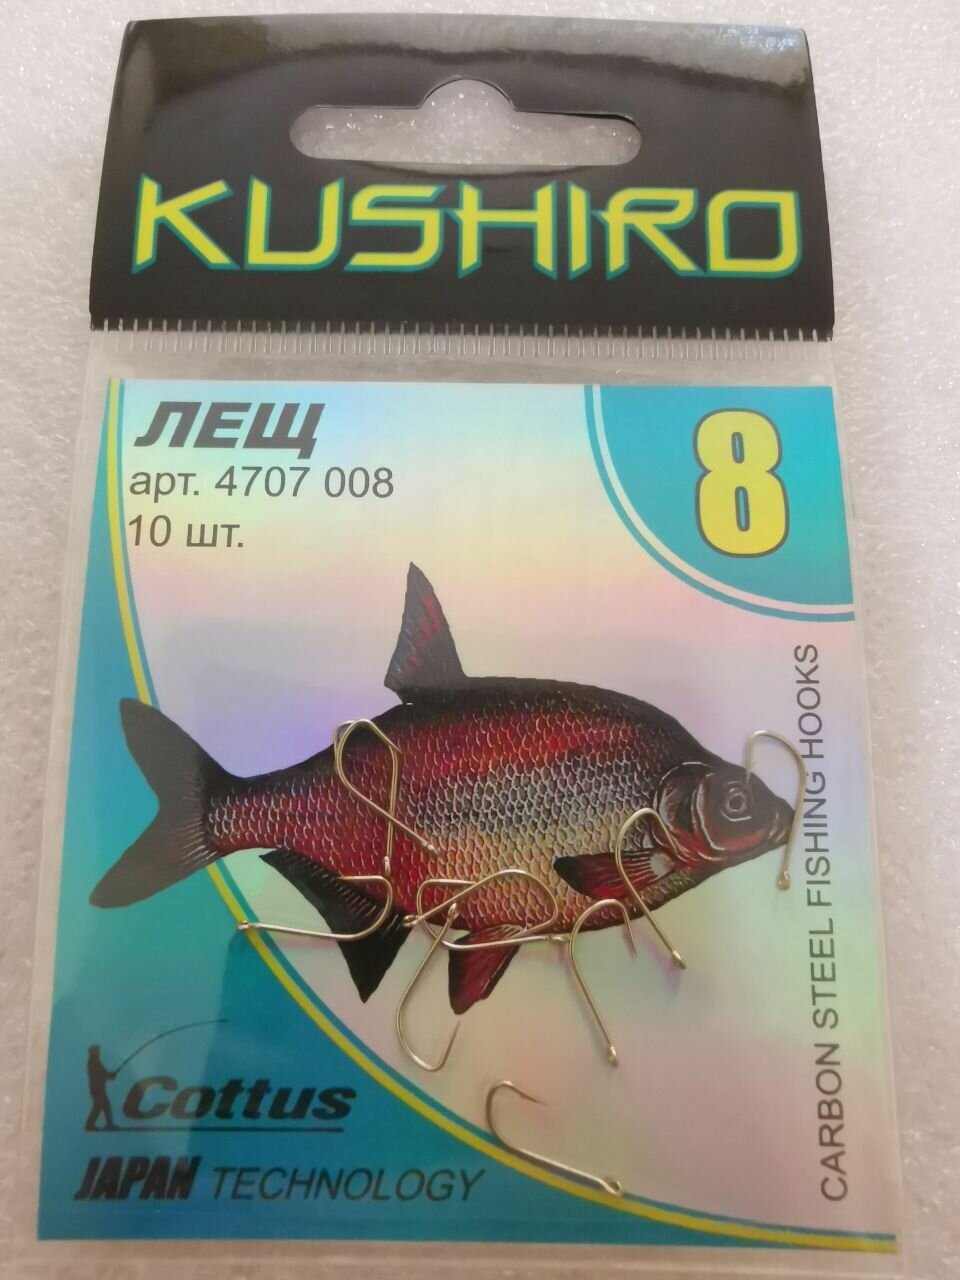 KUSHIRO
ЛЕЩ
арт. 4707 008
10 шт.
8
CARBON STEEL FISHING HOOKS
Cottus
JAPAN TECHNOLOGY